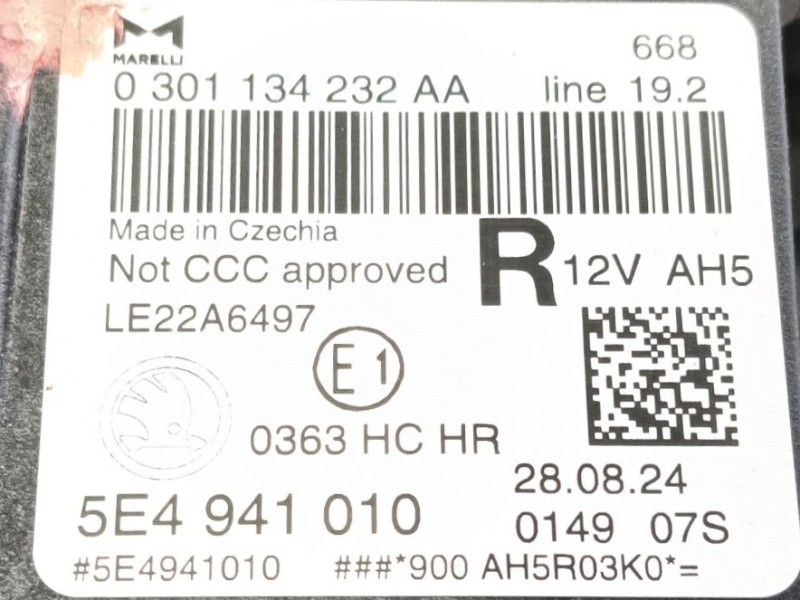 MARELLI
668
0 301 134 232 AA line 19.2
Made in Czechia
Not CCC approved
R 12V AH5
LE22A6497
E1
0363 HC HR
28.08.24
5E4 941 010
0149 07S
#5E4941010 ###*900 AH5R03K0*=